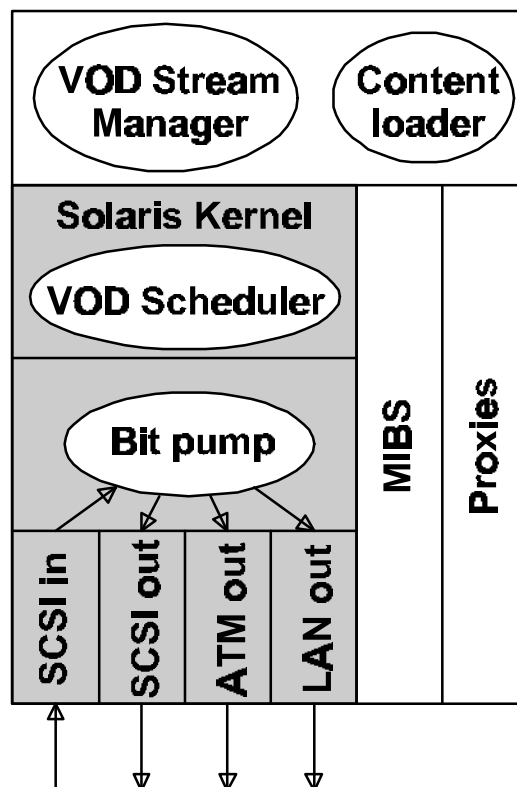 VOD Stream
Manager
Content
loader
Solaris Kernel
VOD Scheduler
Bit pump
SCSI in
SCSI out
ATM out
LAN out
MIBS
Proxies